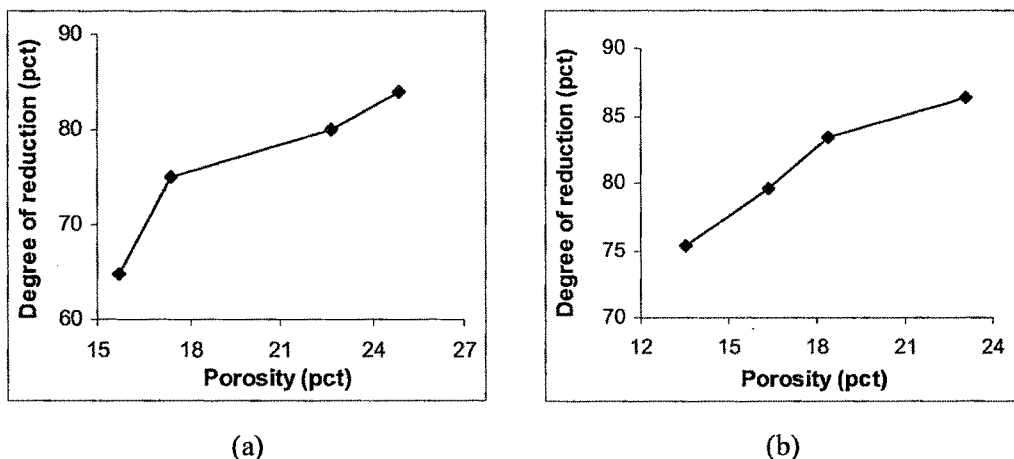 90
80
70
60
15 18 21 24 27
Degree of reduction (pct)
Porosity (pct)
(a)
90
85
80
75
70
12 15 18 21 24
Degree of reduction (pct)
Porosity (pct)
(b)